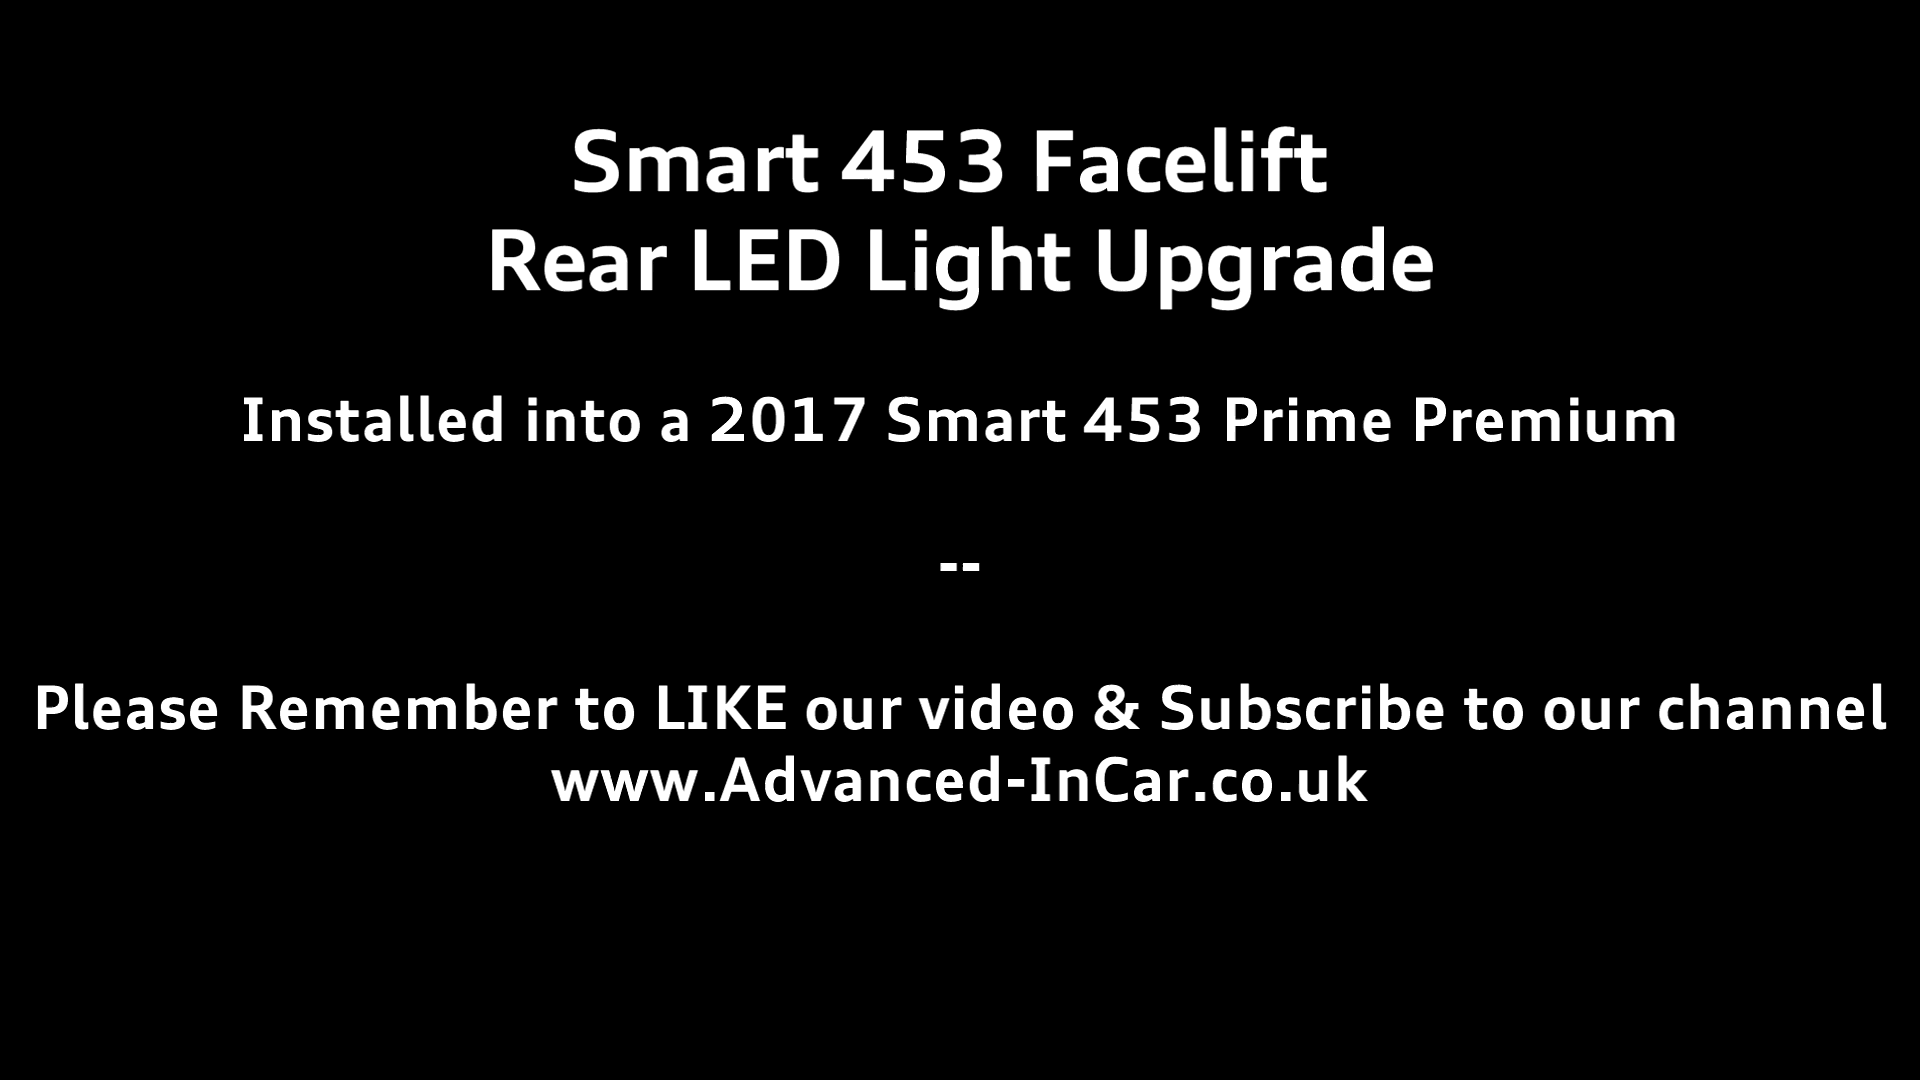 Smart 453 Facelift
Rear LED Light Upgrade
Installed into a 2017 Smart 453 Prime Premium
--
Please Remember to LIKE our video & Subscribe to our channel
www.Advanced-InCar.co.uk